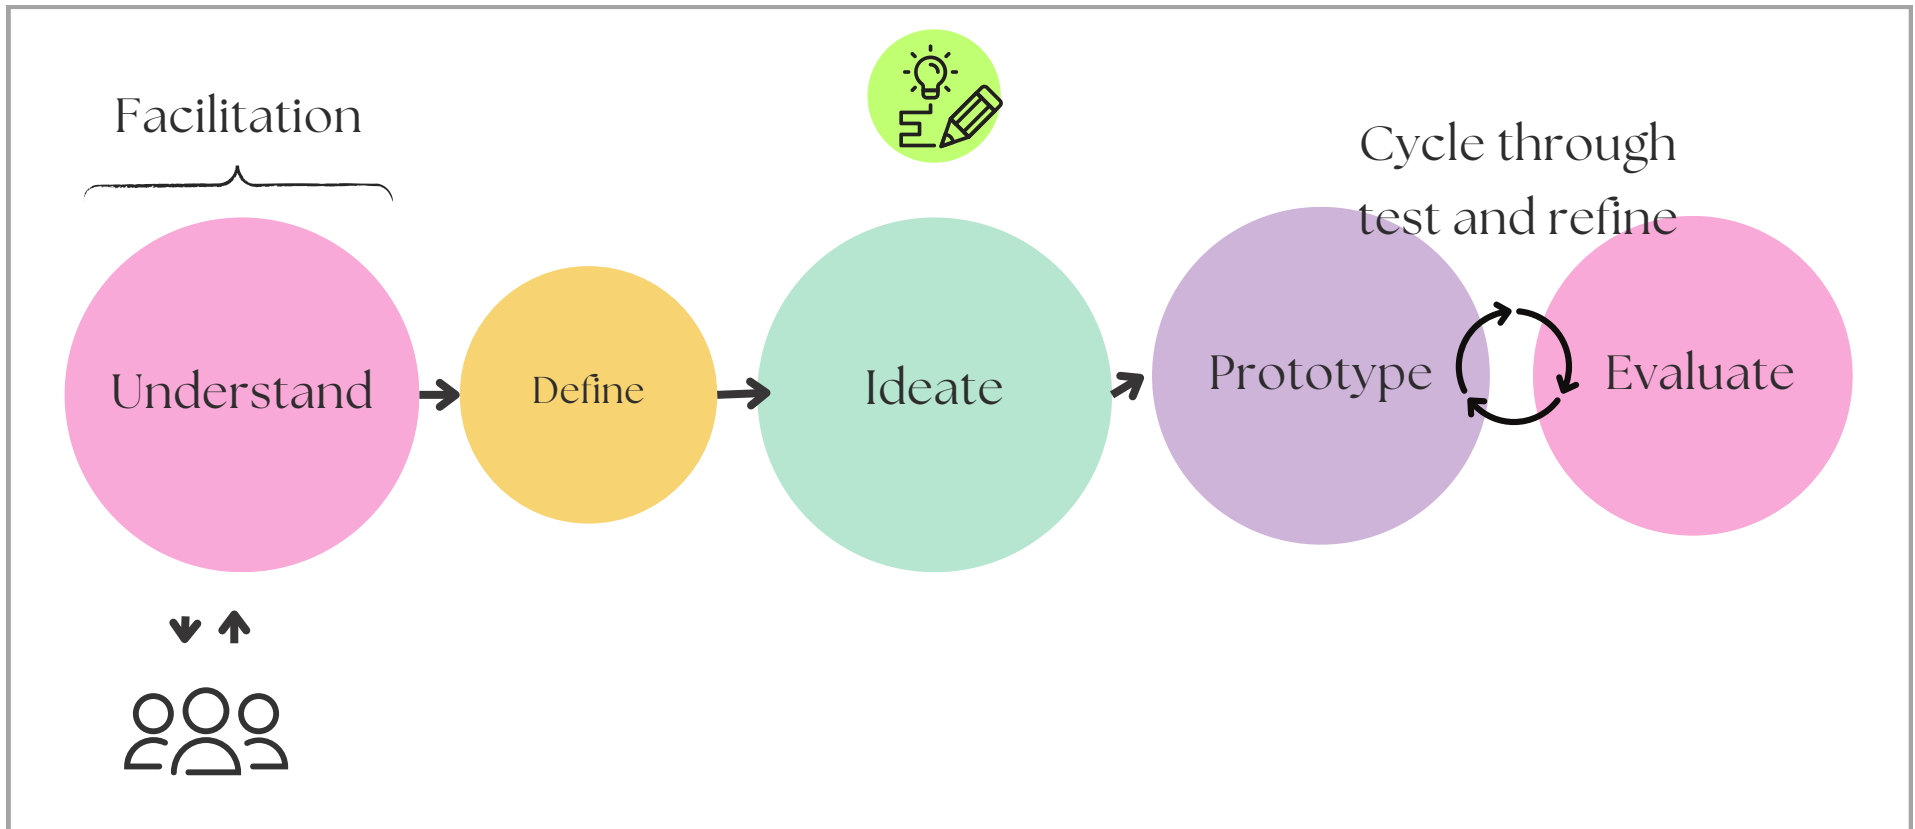 Facilitation
Cycle through
test and refine
Understand
Define
Ideate
Prototype
Evaluate